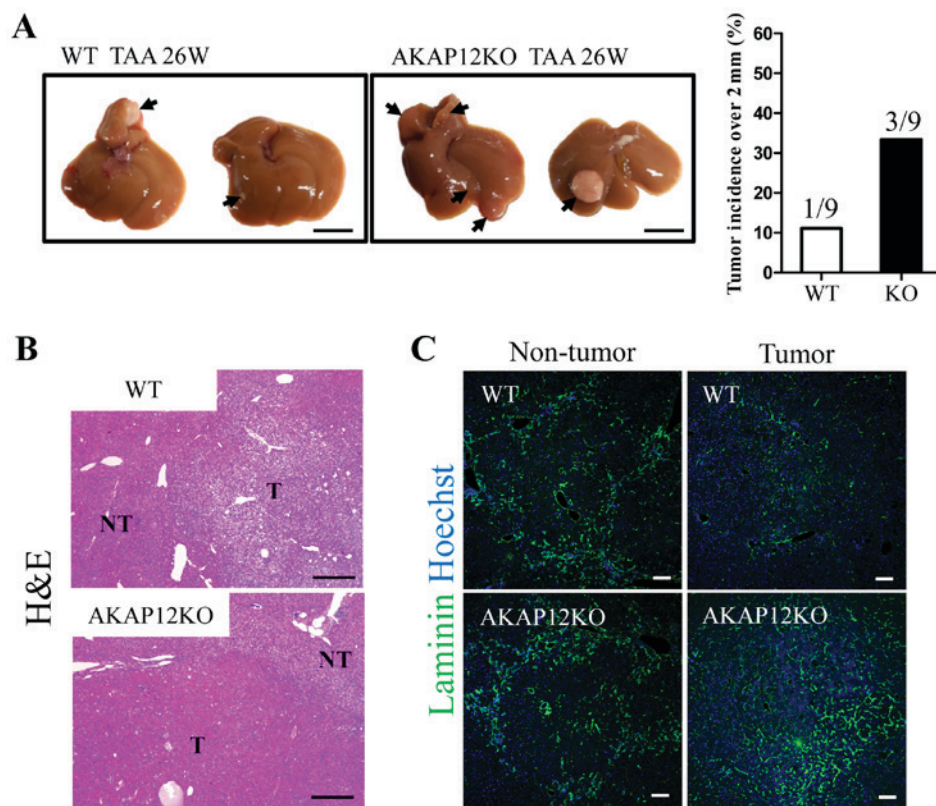 A
WT TAA 26W
AKAP12KO TAA 26W
Tumor incidence over 2 mm (%)
60
50
40
30
20
10
0
1/9
3/9
WT
KO
B
H&E
WT
NT
T
AKAP12KO
NT
T
C
Non-tumor
Tumor
Laminin Hoechst
WT
WT
AKAP12KO
AKAP12KO